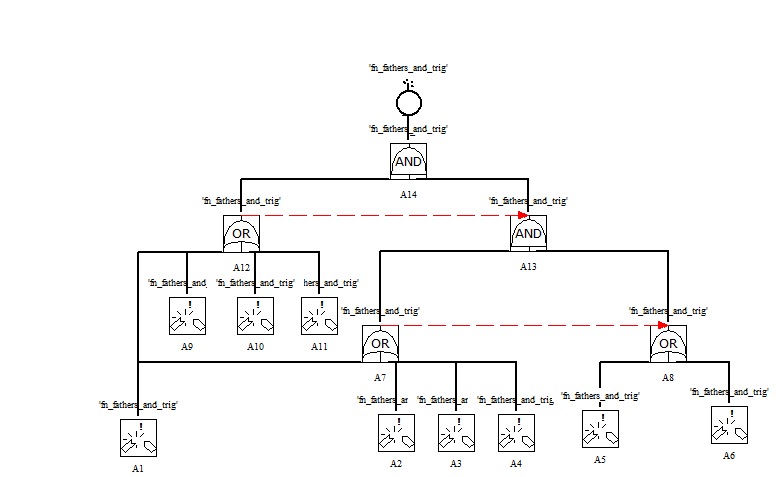 'fn_fathers_and_trig'
'fn_fathers_and_trig'
AND
A14
'fn_fathers_and_trig' 'fn_fathers_and_trig'
OR AND
A12 A13
'fn_fathers_and 'fn_fathers_and_trig' hers_and_trig'
'fn_fathers_and_trig' 'fn_fathers_and_trig'
A9 A10 A11
OR OR
A7 A8
'fn_fathers_and_trig' 'fn_fathers_ar 'fn_fathers_ar 'fn_fathers_and_trig 'fn_fathers_and_trig' 'fn_fathers_and_trig'
A1 A2 A3 A4 A5 A6